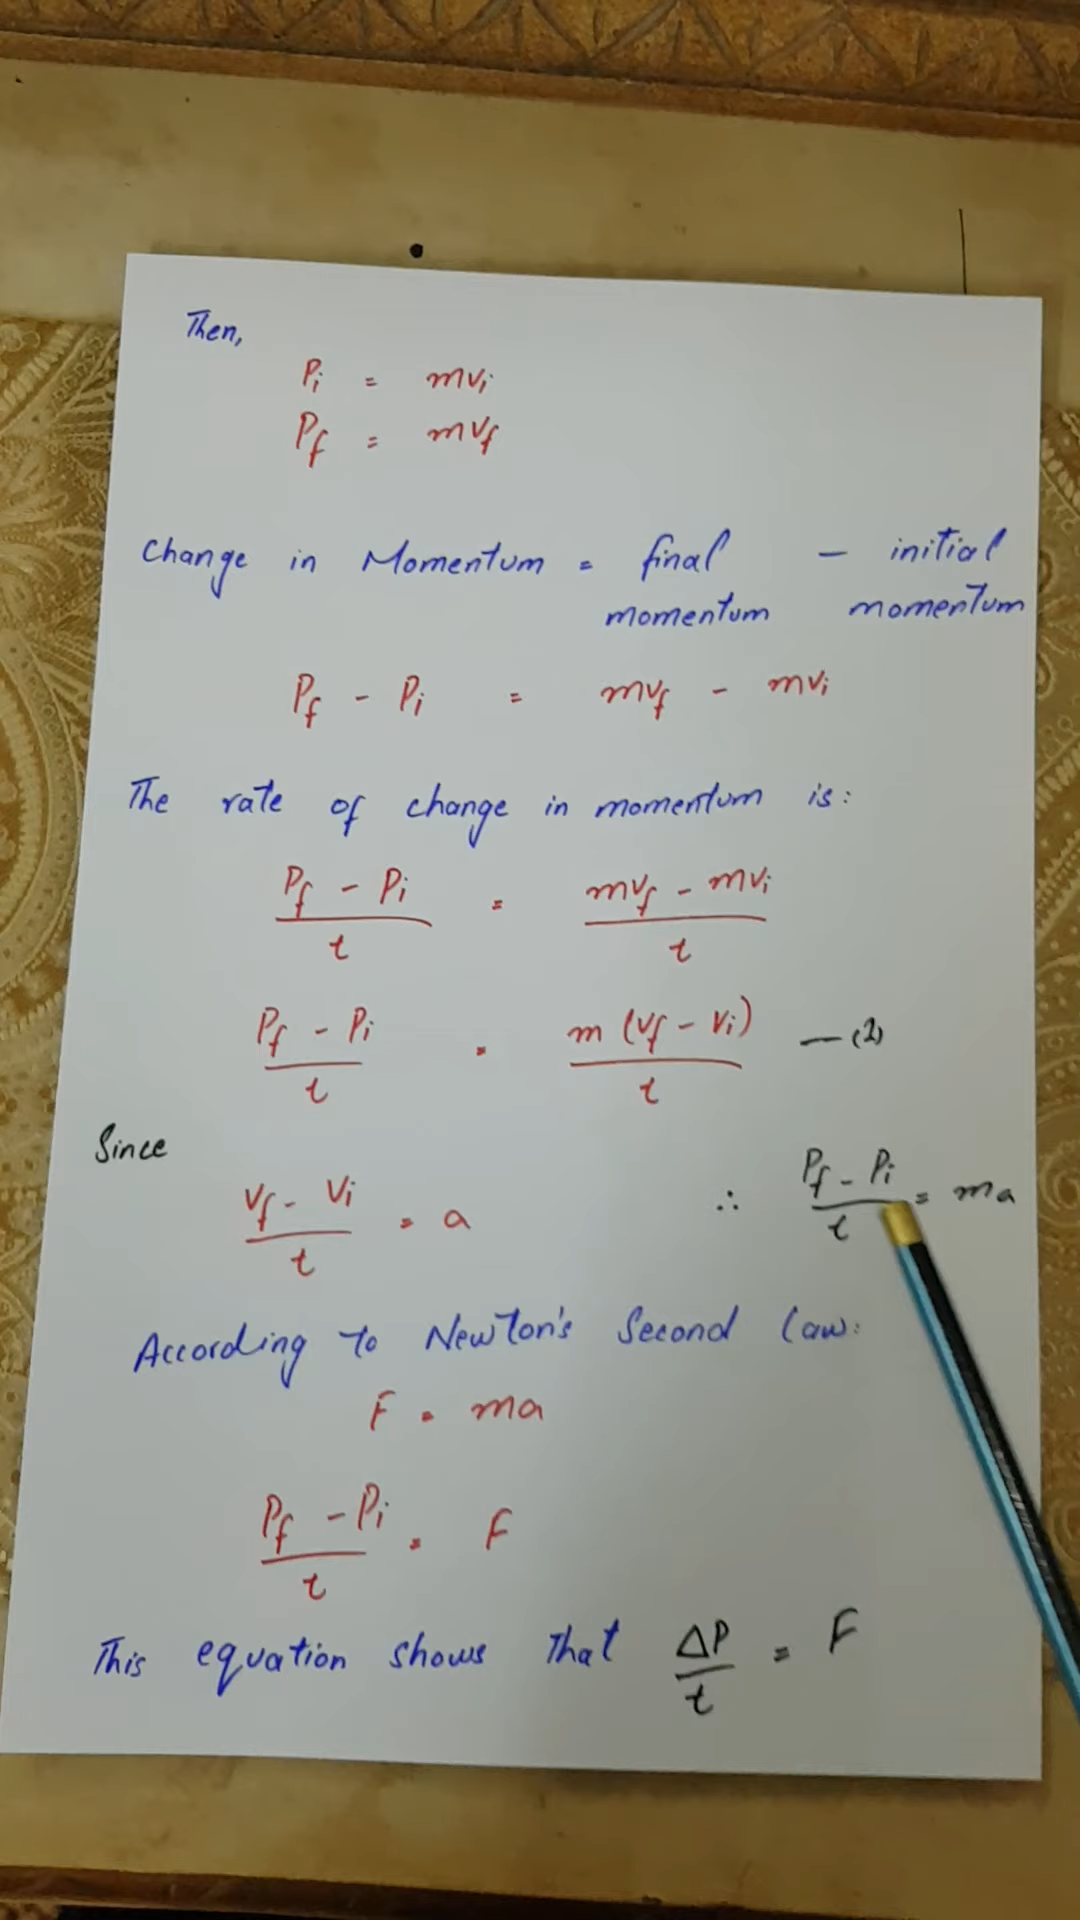 Then,
Pi = mvi
Pf = mvf
Change in Momentum = final momentum - initial momentum
Pf - Pi = mvf - mvi
The rate of change in momentum is:
Pf - Pi / t = mvf - mvi / t
Pf - Pi / t = m (vf - vi) / t — (2)
Since
Vf - Vi / t = a ∴ Pf - Pi / t = ma
According to Newton's Second law:
F = ma
Pf - Pi / t = F
This equation shows that ΔP / t = F